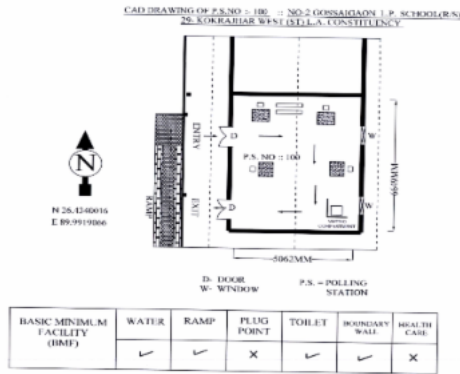 CAD DRAWING OF P.S.NO :- 100 :: NO-2 GOSSAIGAON L.P. SCHOOL(R/S)
29- KOKRAJHAR WEST (ST) L.A. CONSTITUENCY
ENTRY
D
W
P.S. NO :: 100
N
N 26.4240016
E 89.9919066
RAMP
EXIT
D
W
COMPARTMENT
6609MM
5062MM
D- DOOR
W- WINDOW
P.S. - POLLING
STATION
BASIC MINIMUM
FACILITY
(BMF)
WATER
RAMP
PLUG
POINT
TOILET
BOUNDARY
WALL
HEALTH
CARE
✓ ✓ × ✓ ✓ ×